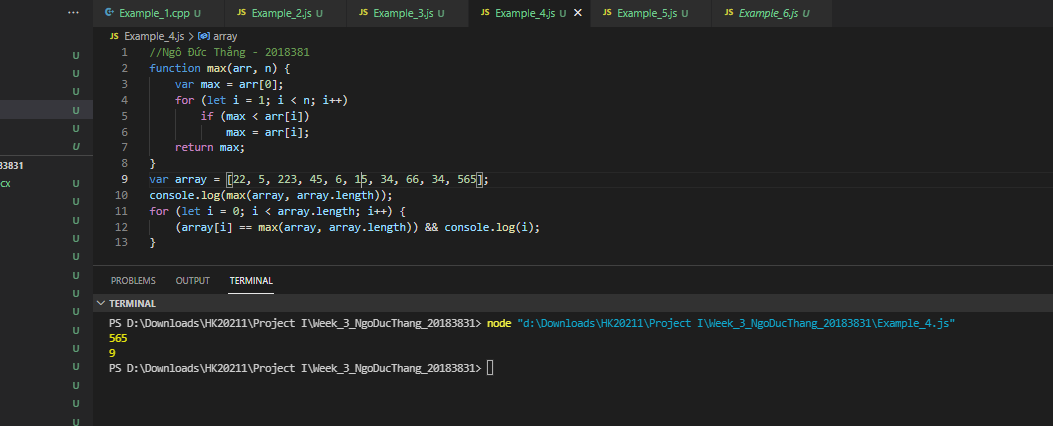 ... Example_1.cpp U JS Example_2.js U JS Example_3.js U JS Example_4.js U × JS Example_5.js U JS Example_6.js U
JS Example_4.js > array
1 //Ngô Đức Thắng - 2018381
2 function max(arr, n) {
3 var max = arr[0];
4 for (let i = 1; i < n; i++)
5 if (max < arr[i])
6 max = arr[i];
7 return max;
8 }
9 var array = [22, 5, 223, 45, 6, 15, 34, 66, 34, 565];
10 console.log(max(array, array.length));
11 for (let i = 0; i < array.length; i++) {
12 (array[i] == max(array, array.length)) && console.log(i);
13 }
U
U
U
U
U
U
83831
CX U
U
U
U
U
U
U
U
U
U
U
U
U
U
PROBLEMS OUTPUT TERMINAL
TERMINAL
PS D:\Downloads\HK20211\Project I\Week_3_NgoDucThang_20183831> node "d:\Downloads\HK20211\Project I\Week_3_NgoDucThang_20183831\Example_4.js"
565
9
PS D:\Downloads\HK20211\Project I\Week_3_NgoDucThang_20183831>